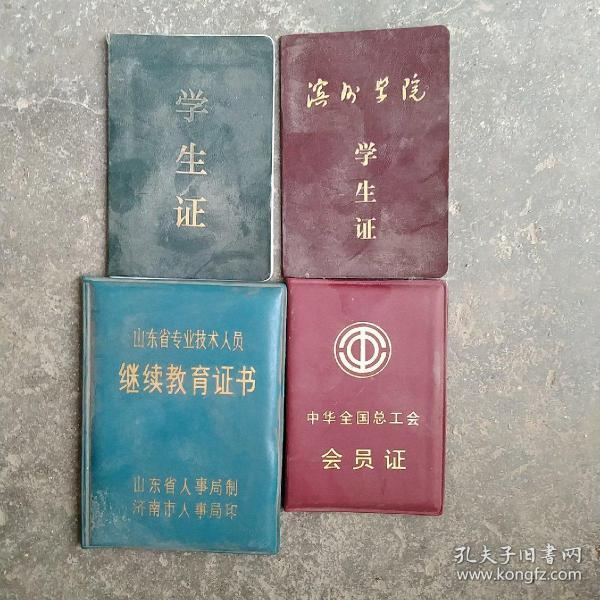 学
生
证
滨州学院
学
生
证
山东省专业技术人员
继续教育证书
山东省人事局制
济南市人事局印
中华全国总工会
会员证
孔夫子旧书网
www.kongfz.com